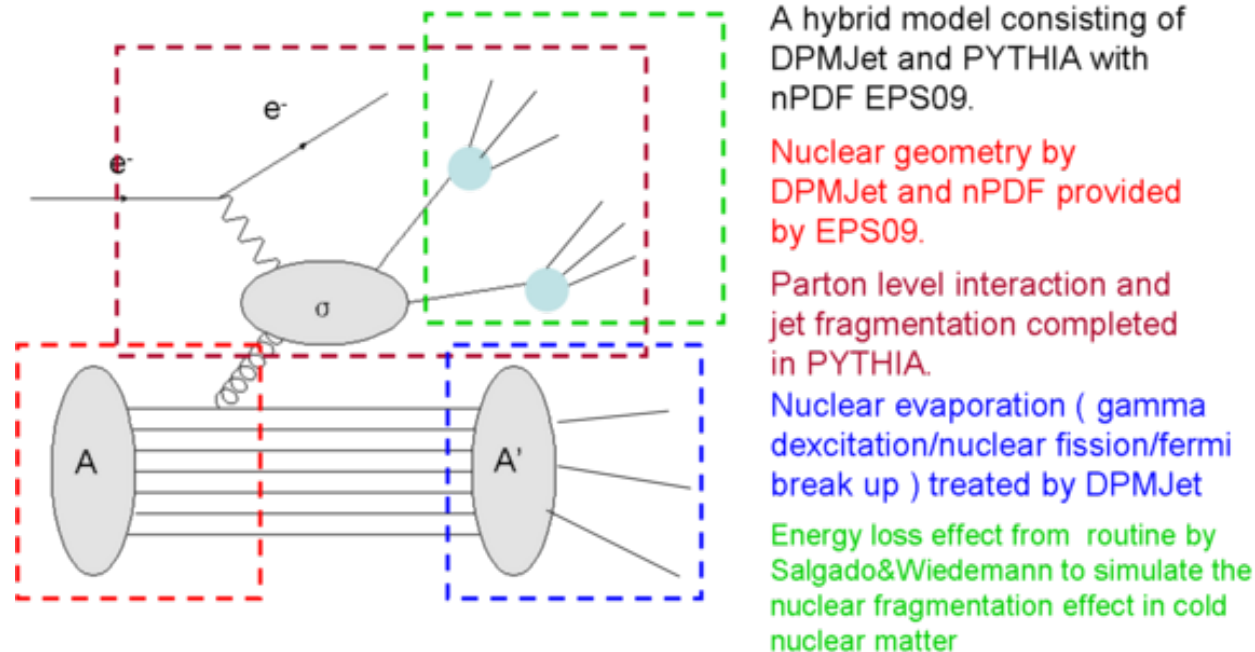 A hybrid model consisting of
DPMJet and PYTHIA with
nPDF EPS09.
Nuclear geometry by
DPMJet and nPDF provided
by EPS09.
Parton level interaction and
jet fragmentation completed
in PYTHIA.
Nuclear evaporation ( gamma
dexcitation/nuclear fission/fermi
break up ) treated by DPMJet
Energy loss effect from routine by
Salgado&Wiedemann to simulate the
nuclear fragmentation effect in cold
nuclear matter
e-
e-
σ
A
A’